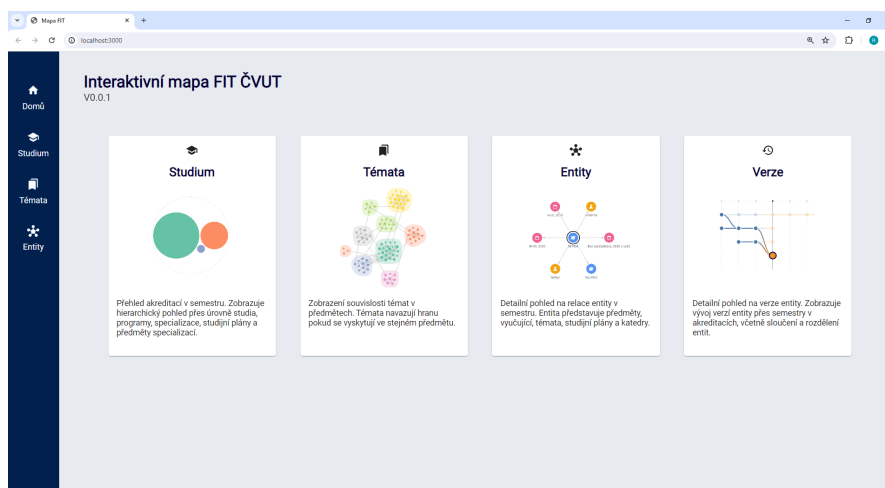 Mapa FIT
localhost:3000
Domů
Studium
Témata
Entity
Interaktivní mapa FIT ČVUT
V0.0.1
Studium
Přehled akreditací v semestru. Zobrazuje
hierarchický pohled přes úrovně studia,
programy, specializace, studijní plány a
předměty specializací.
Témata
Zobrazení souvislosti témat v
předmětech. Témata navazují hranu
pokud se vyskytují ve stejném předmětu.
Entity
Detailní pohled na relace entity v
semestru. Entita představuje předměty,
vyučující, témata, studijní plány a katedry.
Verze
Detailní pohled na verze entity. Zobrazuje
vývoj verzí entity přes semestry v
akreditacích, včetně sloučení a rozdělení
entit.